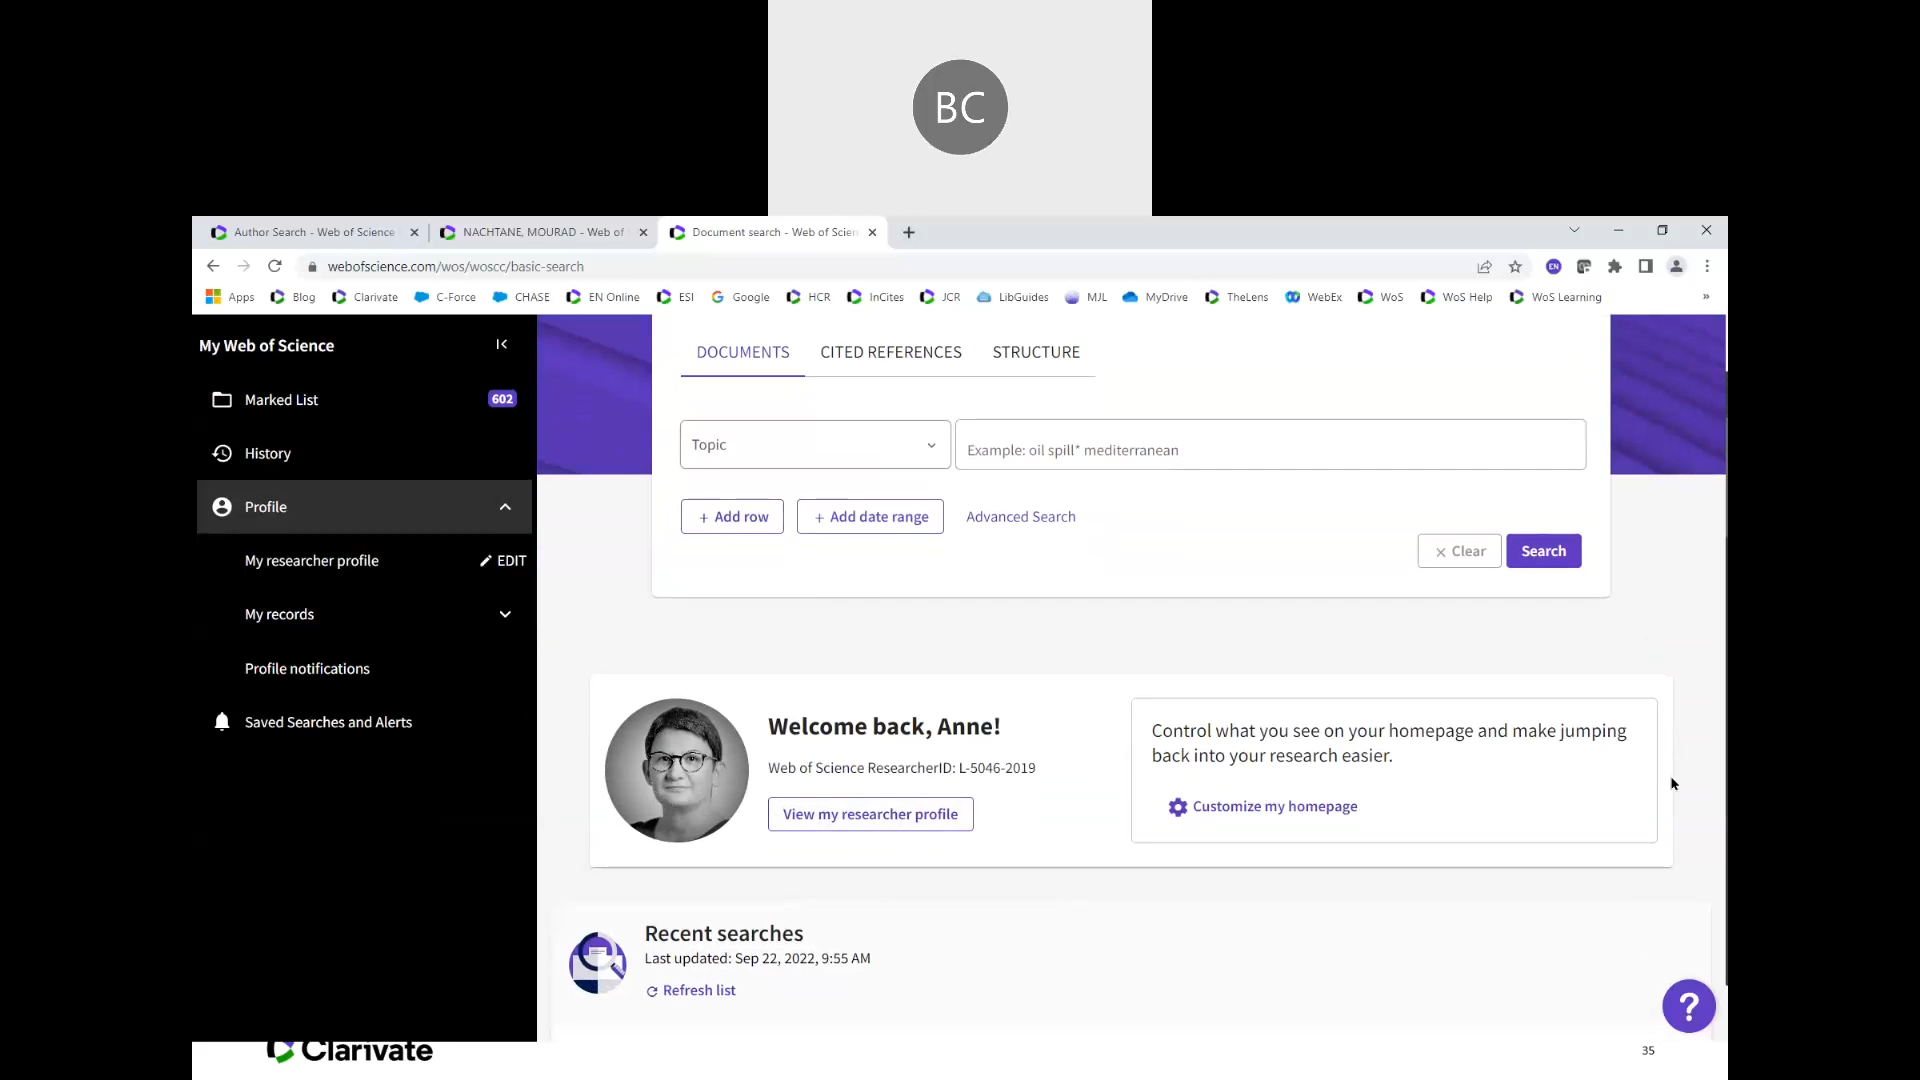 BC
Author Search - Web of Science
NACHTANE, MOURAD - Web of
Document search - Web of Scien
webofscience.com/wos/woscc/basic-search
Apps Blog Clarivate C-Force CHASE EN Online ESI Google HCR InCites JCR LibGuides MJL MyDrive TheLens WebEx WoS WoS Help WoS Learning »
EN
My Web of Science
Marked List 602
History
Profile
My researcher profile EDIT
My records
Profile notifications
Saved Searches and Alerts
DOCUMENTS CITED REFERENCES STRUCTURE
Topic
Example: oil spill* mediterranean
+ Add row + Add date range Advanced Search
× Clear Search
Welcome back, Anne!
Web of Science ResearcherID: L-5046-2019
View my researcher profile
Control what you see on your homepage and make jumping
back into your research easier.
Customize my homepage
Recent searches
Last updated: Sep 22, 2022, 9:55 AM
Refresh list
?
Clarivate
35